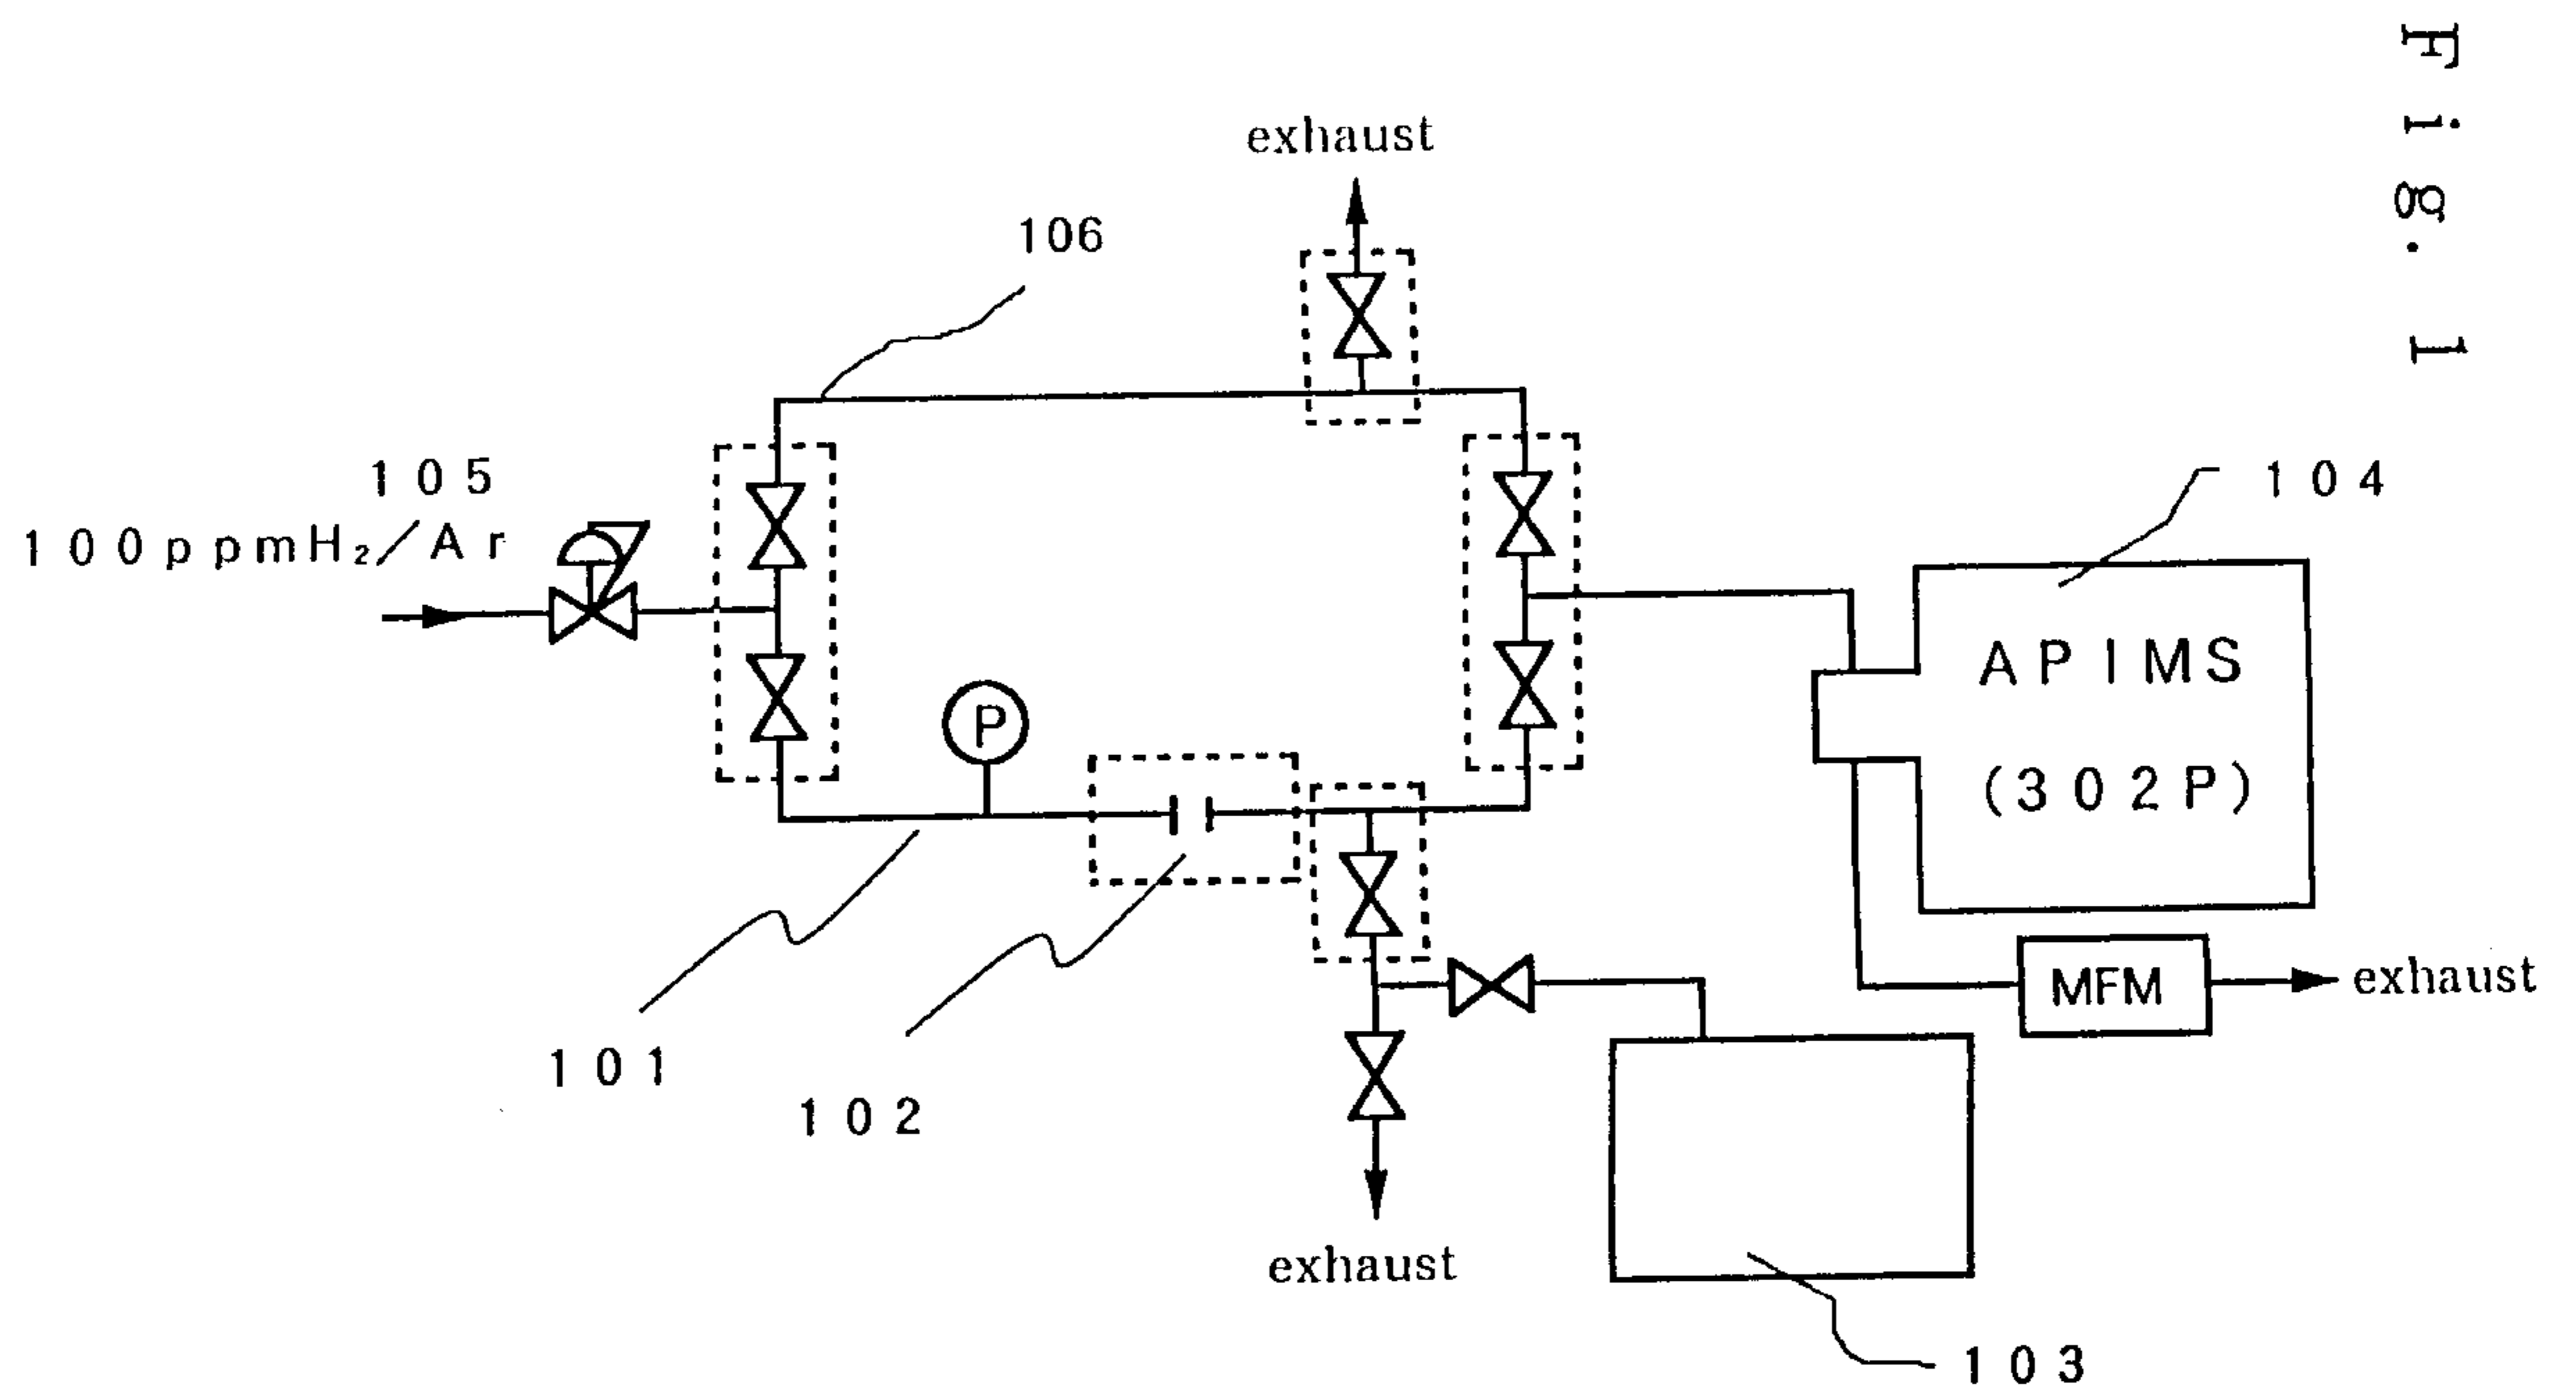 Fig. 1
exhaust
106
105
100ppmH₂/Ar
104
APIMS
(302P)
P
MFM
exhaust
101
102
exhaust
103